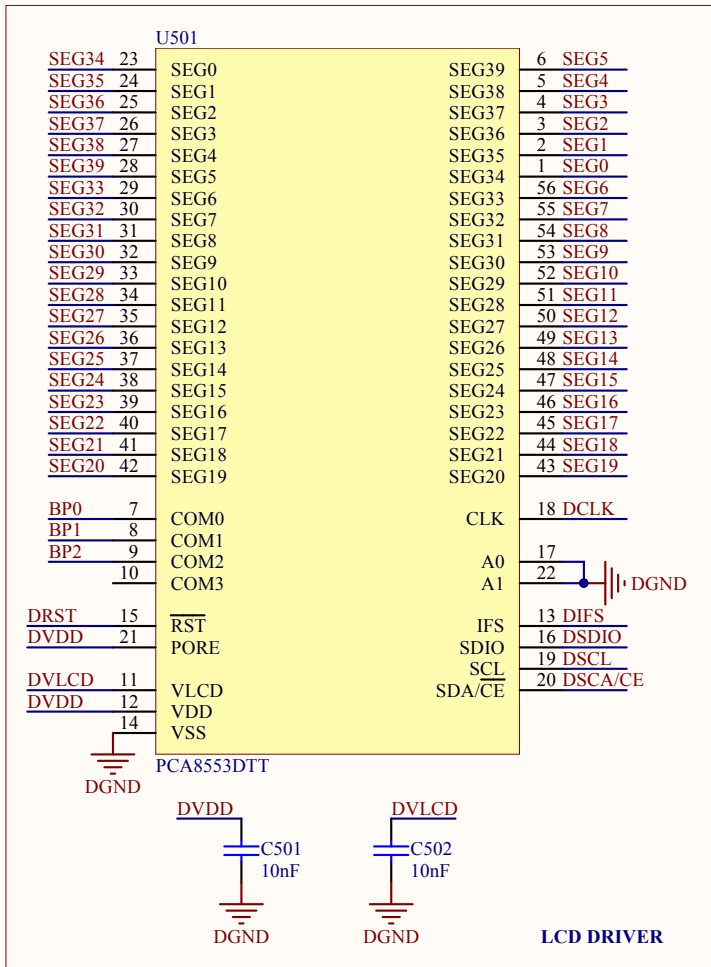 U501
SEG34 23 SEG0 SEG39 6 SEG5
SEG35 24 SEG1 SEG38 5 SEG4
SEG36 25 SEG2 SEG37 4 SEG3
SEG37 26 SEG3 SEG36 3 SEG2
SEG38 27 SEG4 SEG35 2 SEG1
SEG39 28 SEG5 SEG34 1 SEG0
SEG33 29 SEG6 SEG33 56 SEG6
SEG32 30 SEG7 SEG32 55 SEG7
SEG31 31 SEG8 SEG31 54 SEG8
SEG30 32 SEG9 SEG30 53 SEG9
SEG29 33 SEG10 SEG29 52 SEG10
SEG28 34 SEG11 SEG28 51 SEG11
SEG27 35 SEG12 SEG27 50 SEG12
SEG26 36 SEG13 SEG26 49 SEG13
SEG25 37 SEG14 SEG25 48 SEG14
SEG24 38 SEG15 SEG24 47 SEG15
SEG23 39 SEG16 SEG23 46 SEG16
SEG22 40 SEG17 SEG22 45 SEG17
SEG21 41 SEG18 SEG21 44 SEG18
SEG20 42 SEG19 SEG20 43 SEG19
BP0 7 COM0 CLK 18 DCLK
BP1 8 COM1
BP2 9 COM2 A0 17
10 COM3 A1 22 DGND
DRST 15 RST IFS 13 DIFS
DVDD 21 PORE SDIO 16 DSDIO
SCL 19 DSCL
DVLCD 11 VLCD SDA/CE 20 DSCA/CE
DVDD 12 VDD
14 VSS
DGND
PCA8553DTT
DVDD DVLCD
C501 C502
10nF 10nF
DGND DGND
LCD DRIVER